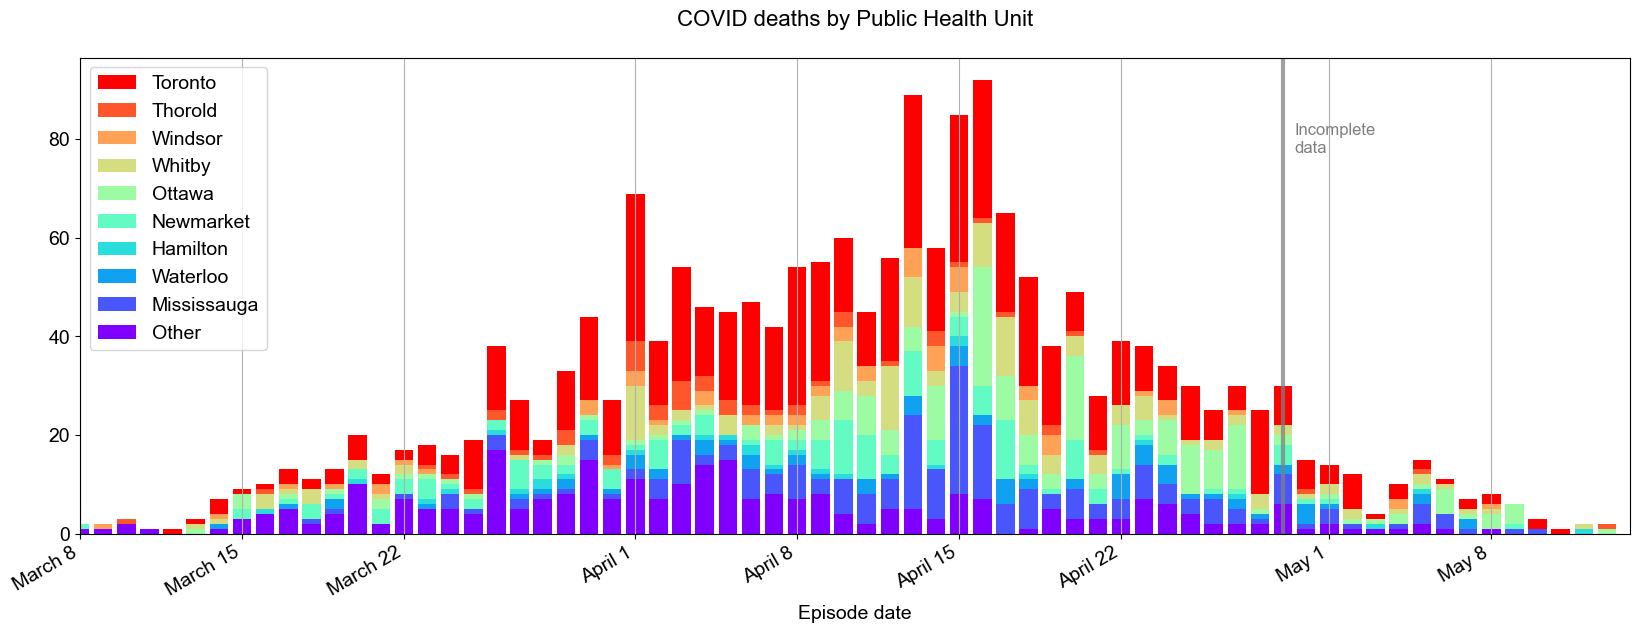 COVID deaths by Public Health Unit
Toronto
Thorold
Windsor
Whitby
Ottawa
Newmarket
Hamilton
Waterloo
Mississauga
Other
Incomplete
data
80
60
40
20
0
March 8
March 15
March 22
April 1
April 8
April 15
April 22
May 1
May 8
Episode date